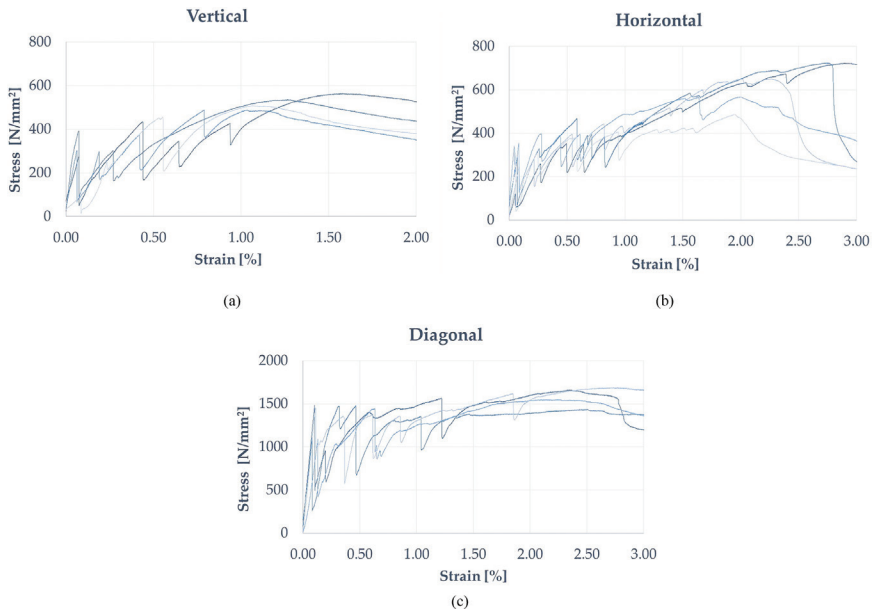 Vertical
800
600
400
200
0
Stress [N/mm²]
0.00 0.50 1.00 1.50 2.00
Strain [%]
(a)
Horizontal
800
600
400
200
0
Stress [N/mm²]
0.00 0.50 1.00 1.50 2.00 2.50 3.00
Strain [%]
(b)
Diagonal
2000
1500
1000
500
0
Stress [N/mm²]
0.00 0.50 1.00 1.50 2.00 2.50 3.00
Strain [%]
(c)